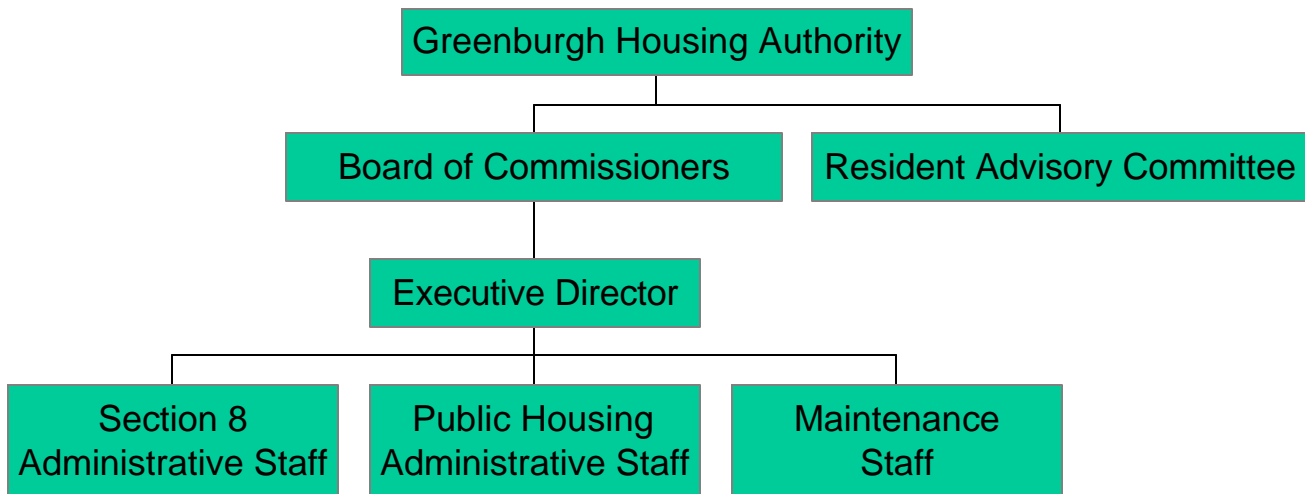 Greenburgh Housing Authority
Board of Commissioners
Resident Advisory Committee
Executive Director
Section 8
Administrative Staff
Public Housing
Administrative Staff
Maintenance
Staff